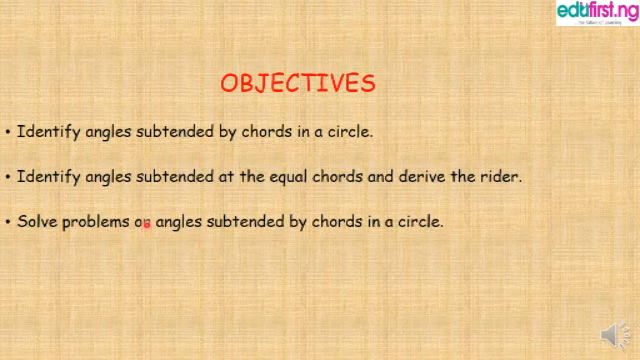 edufirst.ng
The future of Learning
OBJECTIVES
• Identify angles subtended by chords in a circle.
• Identify angles subtended at the equal chords and derive the rider.
• Solve problems on angles subtended by chords in a circle.